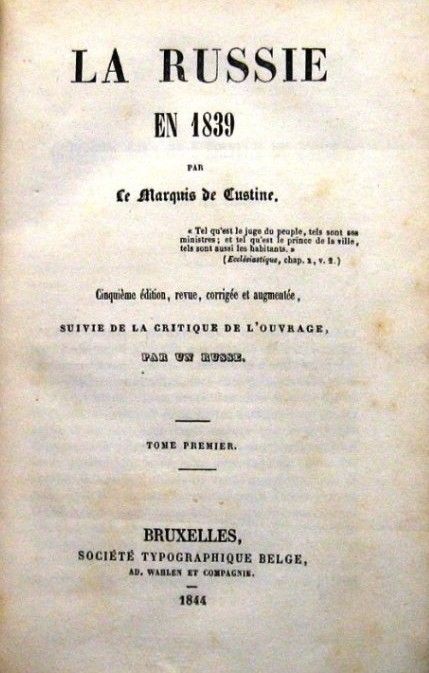 LA RUSSIE
EN 1839
PAR
Le Marquis de Custine.
« Tel qu'est le juge du peuple, tels sont ses
ministres; et tel qu'est le prince de la ville,
tels sont aussi les habitants. »
(Ecclésiastique, chap. x, v. 2.)
Cinquième édition, revue, corrigée et augmentée,
SUIVIE DE LA CRITIQUE DE L'OUVRAGE,
PAR UN RUSSE.
TOME PREMIER.
BRUXELLES,
SOCIÉTÉ TYPOGRAPHIQUE BELGE,
AD. WAHLEN ET COMPAGNIE.
1844